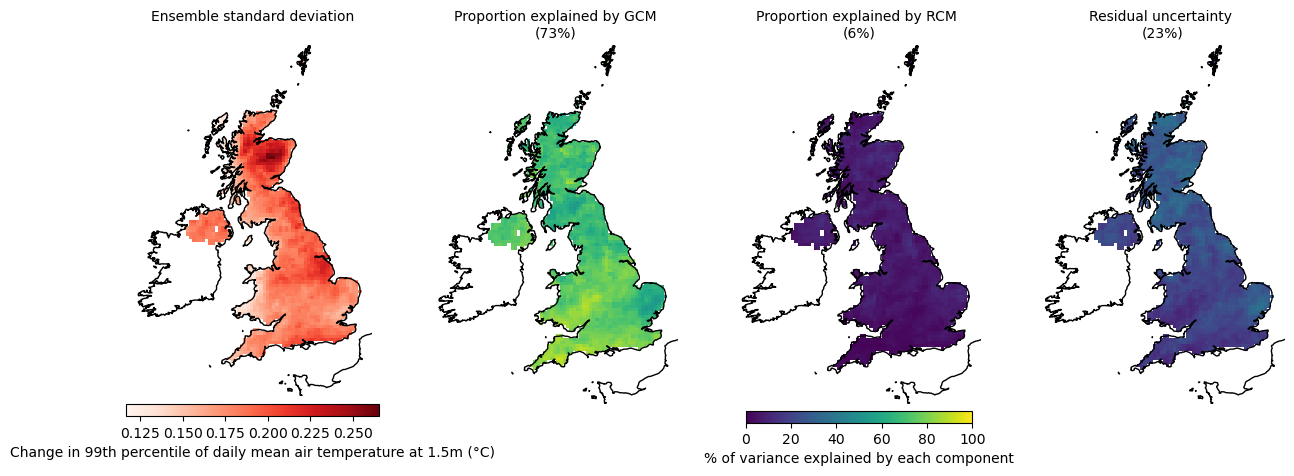 Ensemble standard deviation
Proportion explained by GCM
(73%)
Proportion explained by RCM
(6%)
Residual uncertainty
(23%)
0.125 0.150 0.175 0.200 0.225 0.250
Change in 99th percentile of daily mean air temperature at 1.5m (°C)
0 20 40 60 80 100
% of variance explained by each component